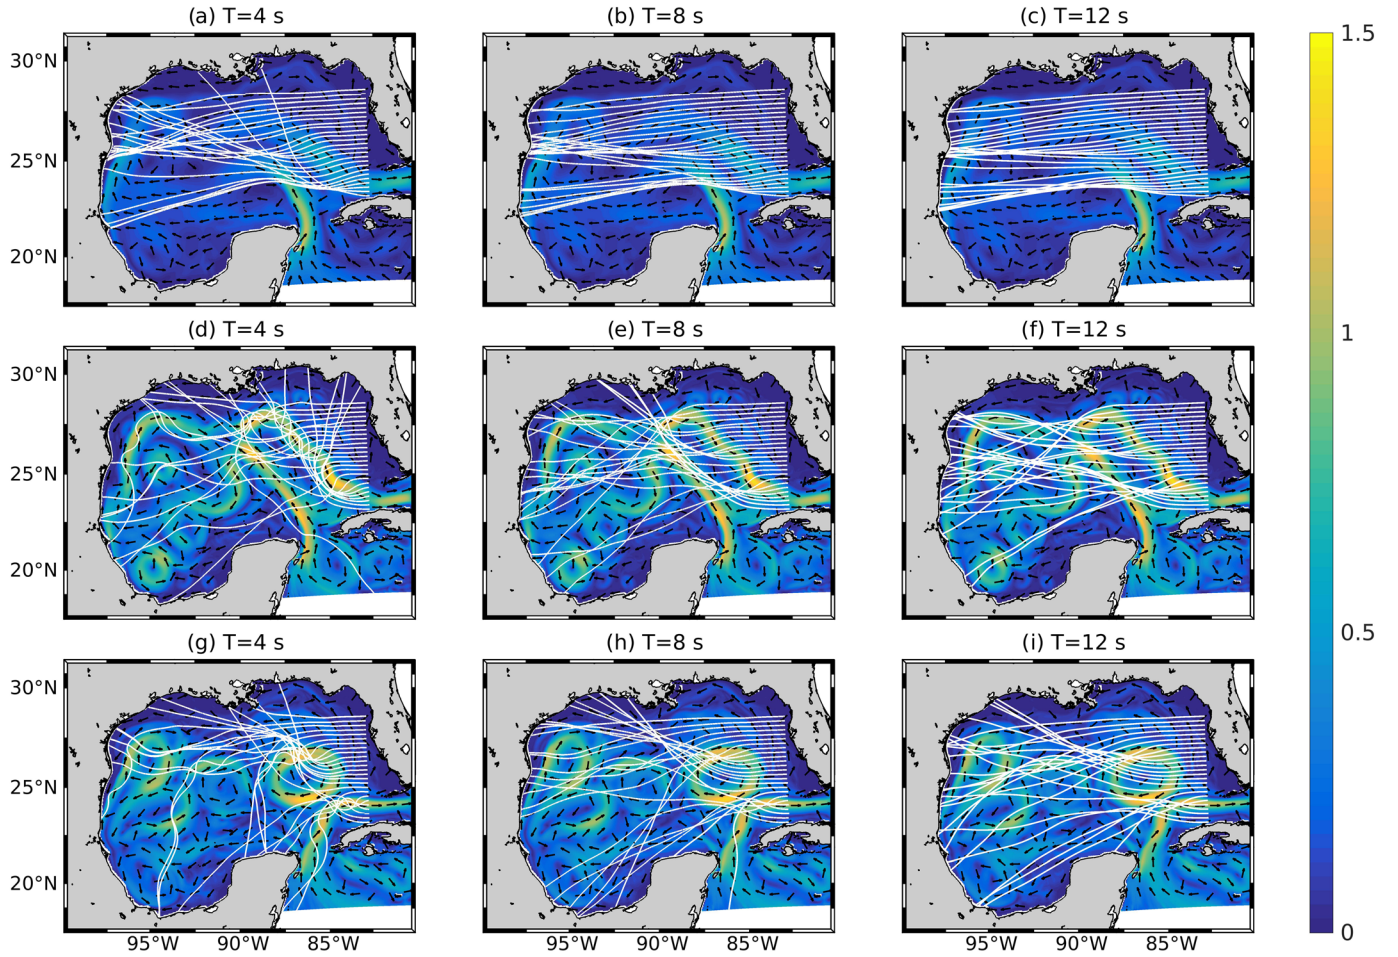 (a) T=4 s (b) T=8 s (c) T=12 s 1.5
30°N
25°N
20°N
(d) T=4 s (e) T=8 s (f) T=12 s 1
30°N
25°N
20°N
0.5
(g) T=4 s (h) T=8 s (i) T=12 s
30°N
25°N
20°N
0
95°W 90°W 85°W 95°W 90°W 85°W 95°W 90°W 85°W